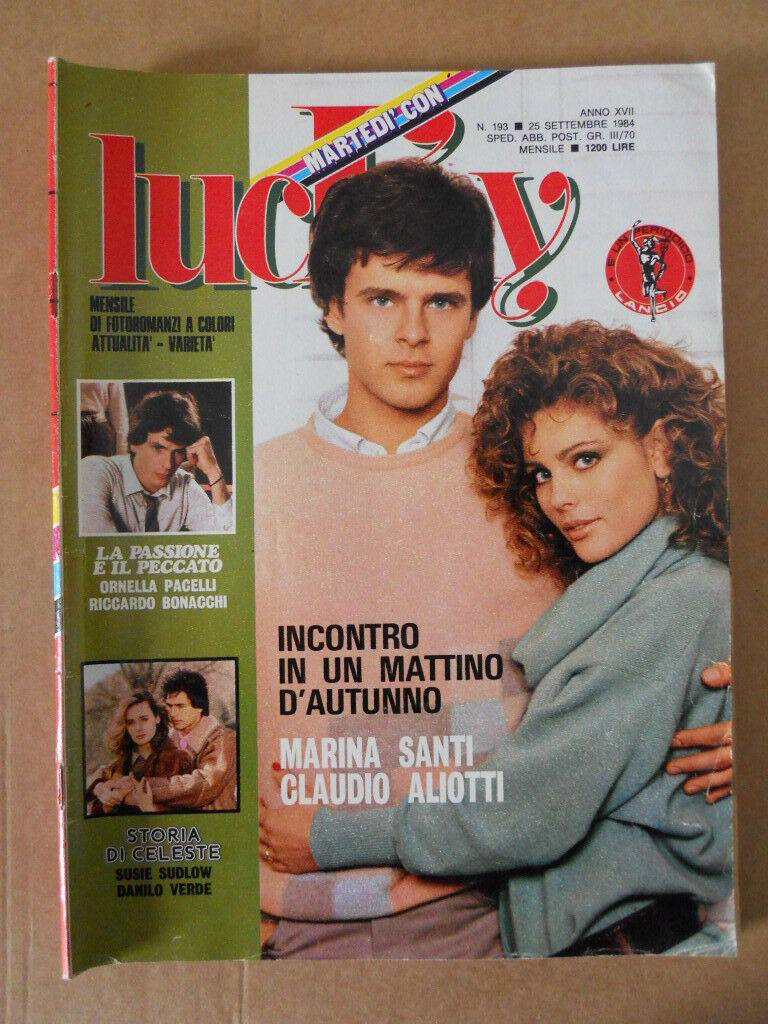 MARTEDI' CON
lucky
ANNO XVII
N. 193 ■ 25 SETTEMBRE 1984
SPED. ABB. POST. GR. III/70
MENSILE ■ 1200 LIRE
È UN PERIODICO
LANCIO
MENSILE
DI FOTOROMANZI A COLORI
ATTUALITA' - VARIETA'
LA PASSIONE
E IL PECCATO
ORNELLA PACELLI
RICCARDO BONACCHI
INCONTRO
IN UN MATTINO
D'AUTUNNO
MARINA SANTI
CLAUDIO ALIOTTI
STORIA
DI CELESTE
SUSIE SUDLOW
DANILO VERDE